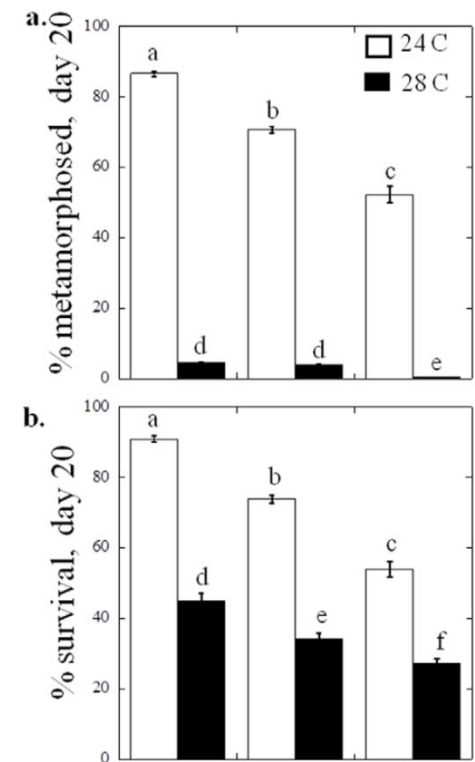 a.
% metamorphosed, day 20
100
80
60
40
20
0
24 C
28 C
a
b
c
d
d
e
b.
% survival, day 20
100
80
60
40
20
0
a
b
c
d
e
f